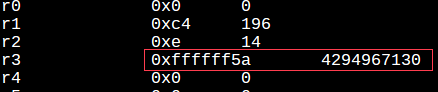 r0 0x0 0
r1 0xc4 196
r2 0xe 14
r3 0xffffff5a 4294967130
r4 0x0 0